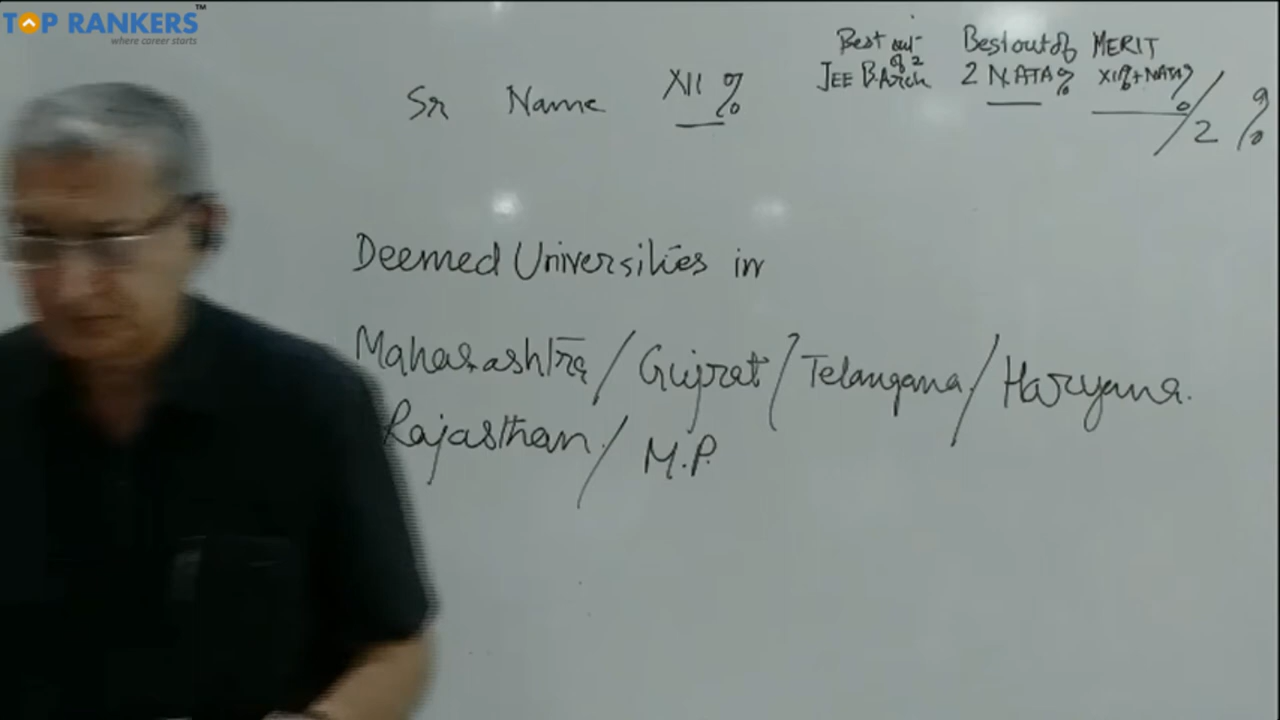 TOP RANKERS™
where career starts
Best out Best out of MERIT
of 2
JEE B.Arch 2 NATA% XII%+NATA%
Sr Name XII % /2 %
Deemed Universities in
Maharashtra / Gujrat / Telangana / Haryana.
Rajasthan / M.P.